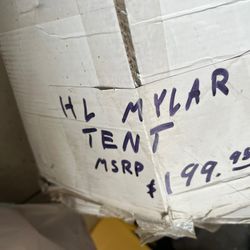 HL MYLAR
TENT
MSRP
$199.95